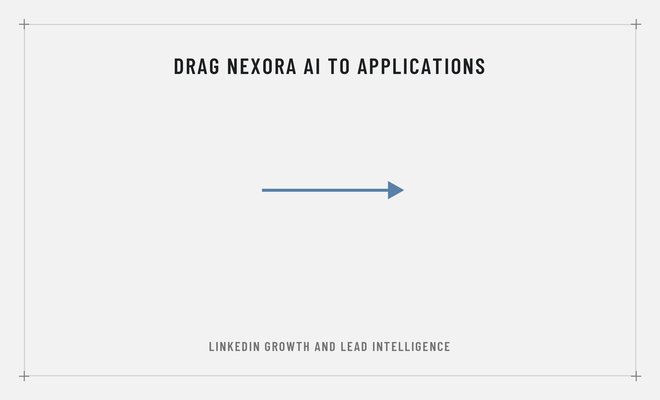 DRAG NEXORA AI TO APPLICATIONS
LINKEDIN GROWTH AND LEAD INTELLIGENCE